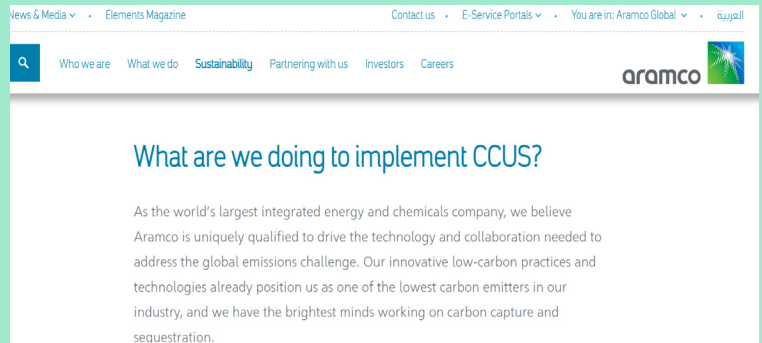 News & Media • Elements Magazine Contact us • E-Service Portals • You are in: Aramco Global • العربية
Who we are What we do Sustainability Partnering with us Investors Careers
aramco
What are we doing to implement CCUS?
As the world's largest integrated energy and chemicals company, we believe
Aramco is uniquely qualified to drive the technology and collaboration needed to
address the global emissions challenge. Our innovative low-carbon practices and
technologies already position us as one of the lowest carbon emitters in our
industry, and we have the brightest minds working on carbon capture and
sequestration.